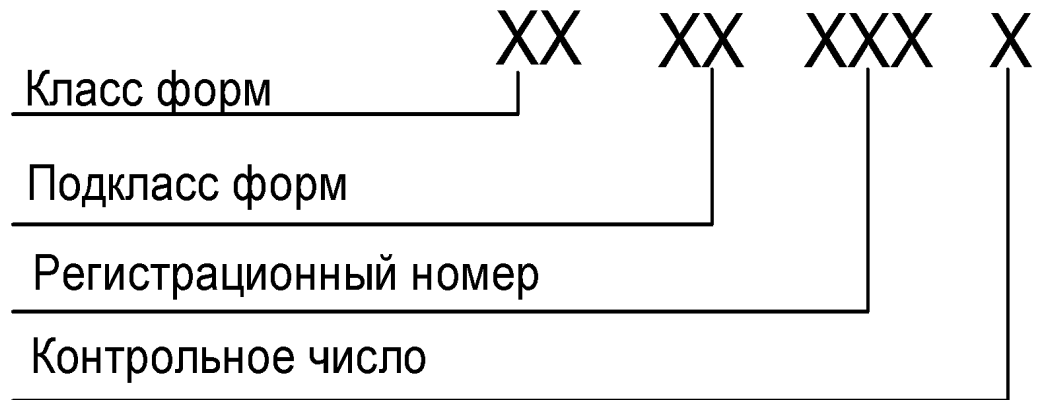 XX XX XXX X
Класс форм
Подкласс форм
Регистрационный номер
Контрольное число